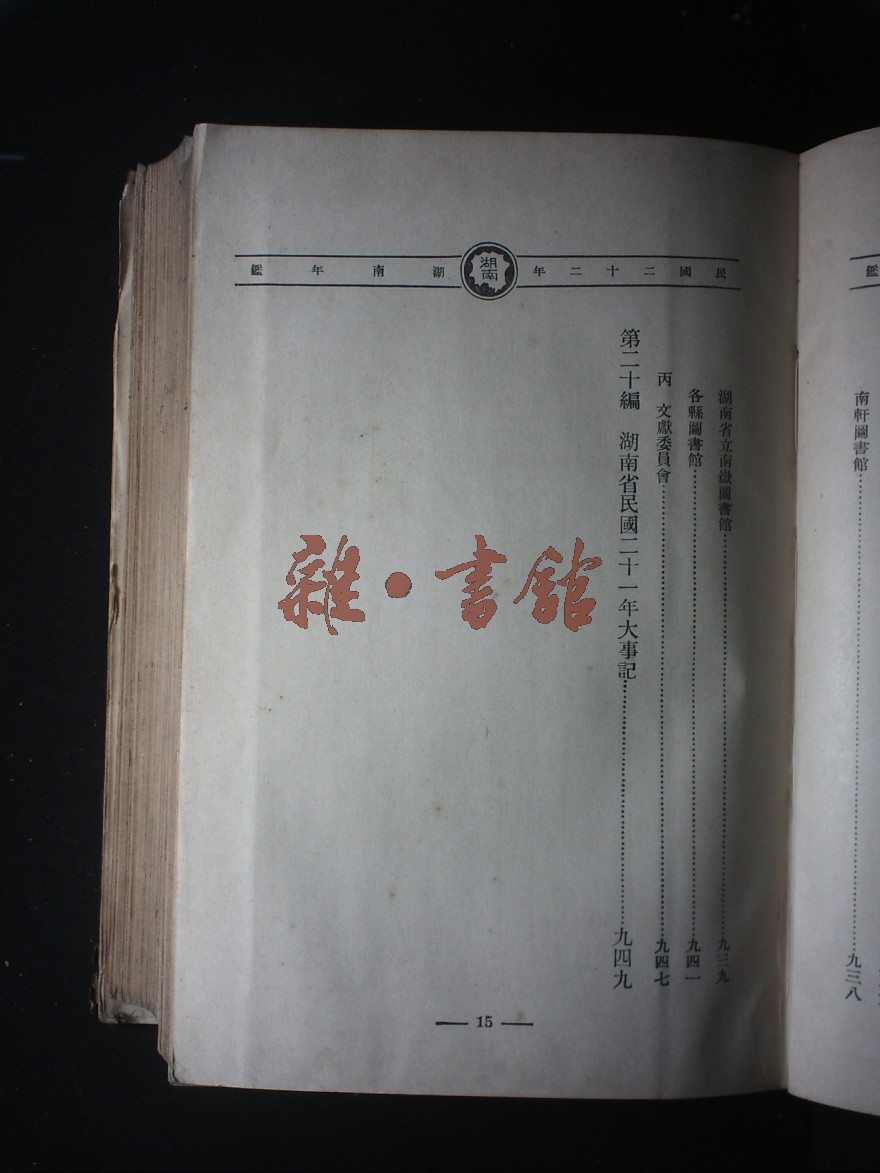 民國二十二年湖南年鑑
湖南
湖南省立南嶽圖書館……九三九
各縣圖書館……九四一
丙 文獻委員會……九四七
第二十編 湖南省民國二十一年大事記……九四九
— 15 —
雜·書館
鑑
南軒圖書館……九三八